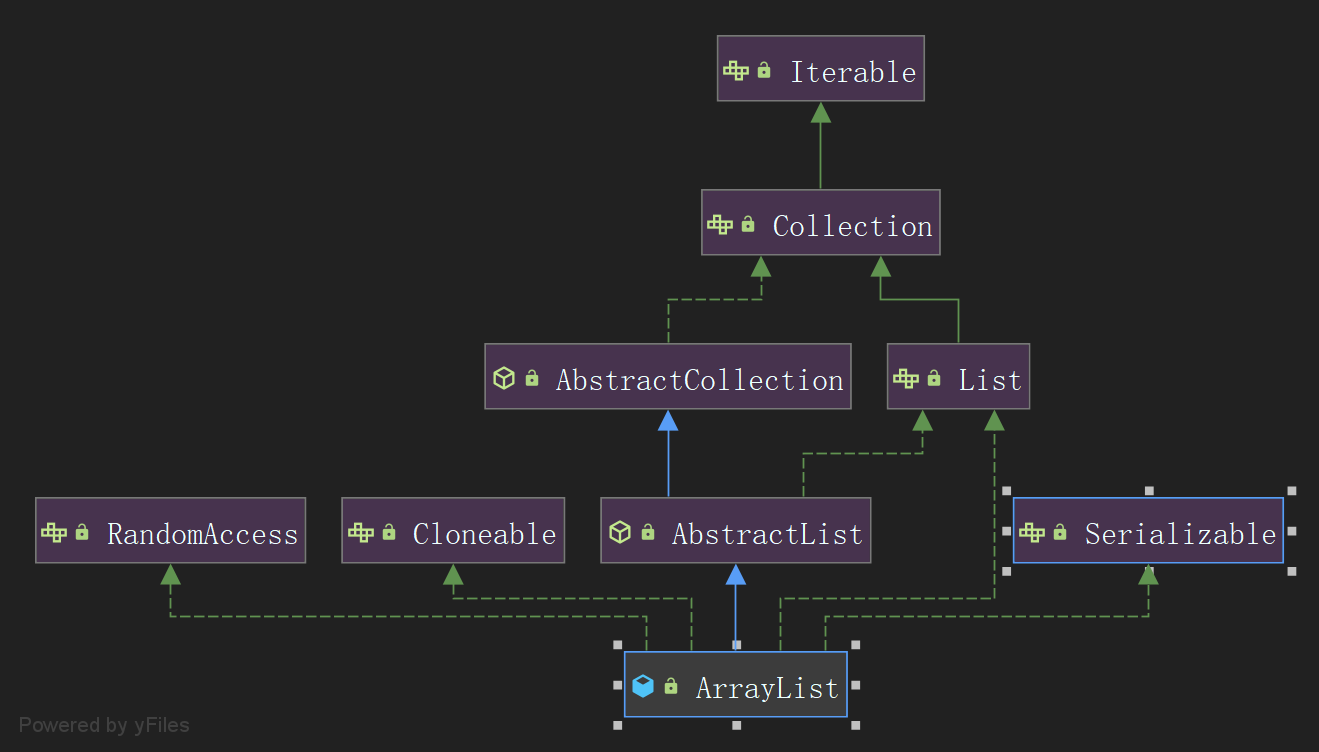 Iterable
Collection
AbstractCollection
List
RandomAccess
Cloneable
AbstractList
Serializable
ArrayList
Powered by yFiles